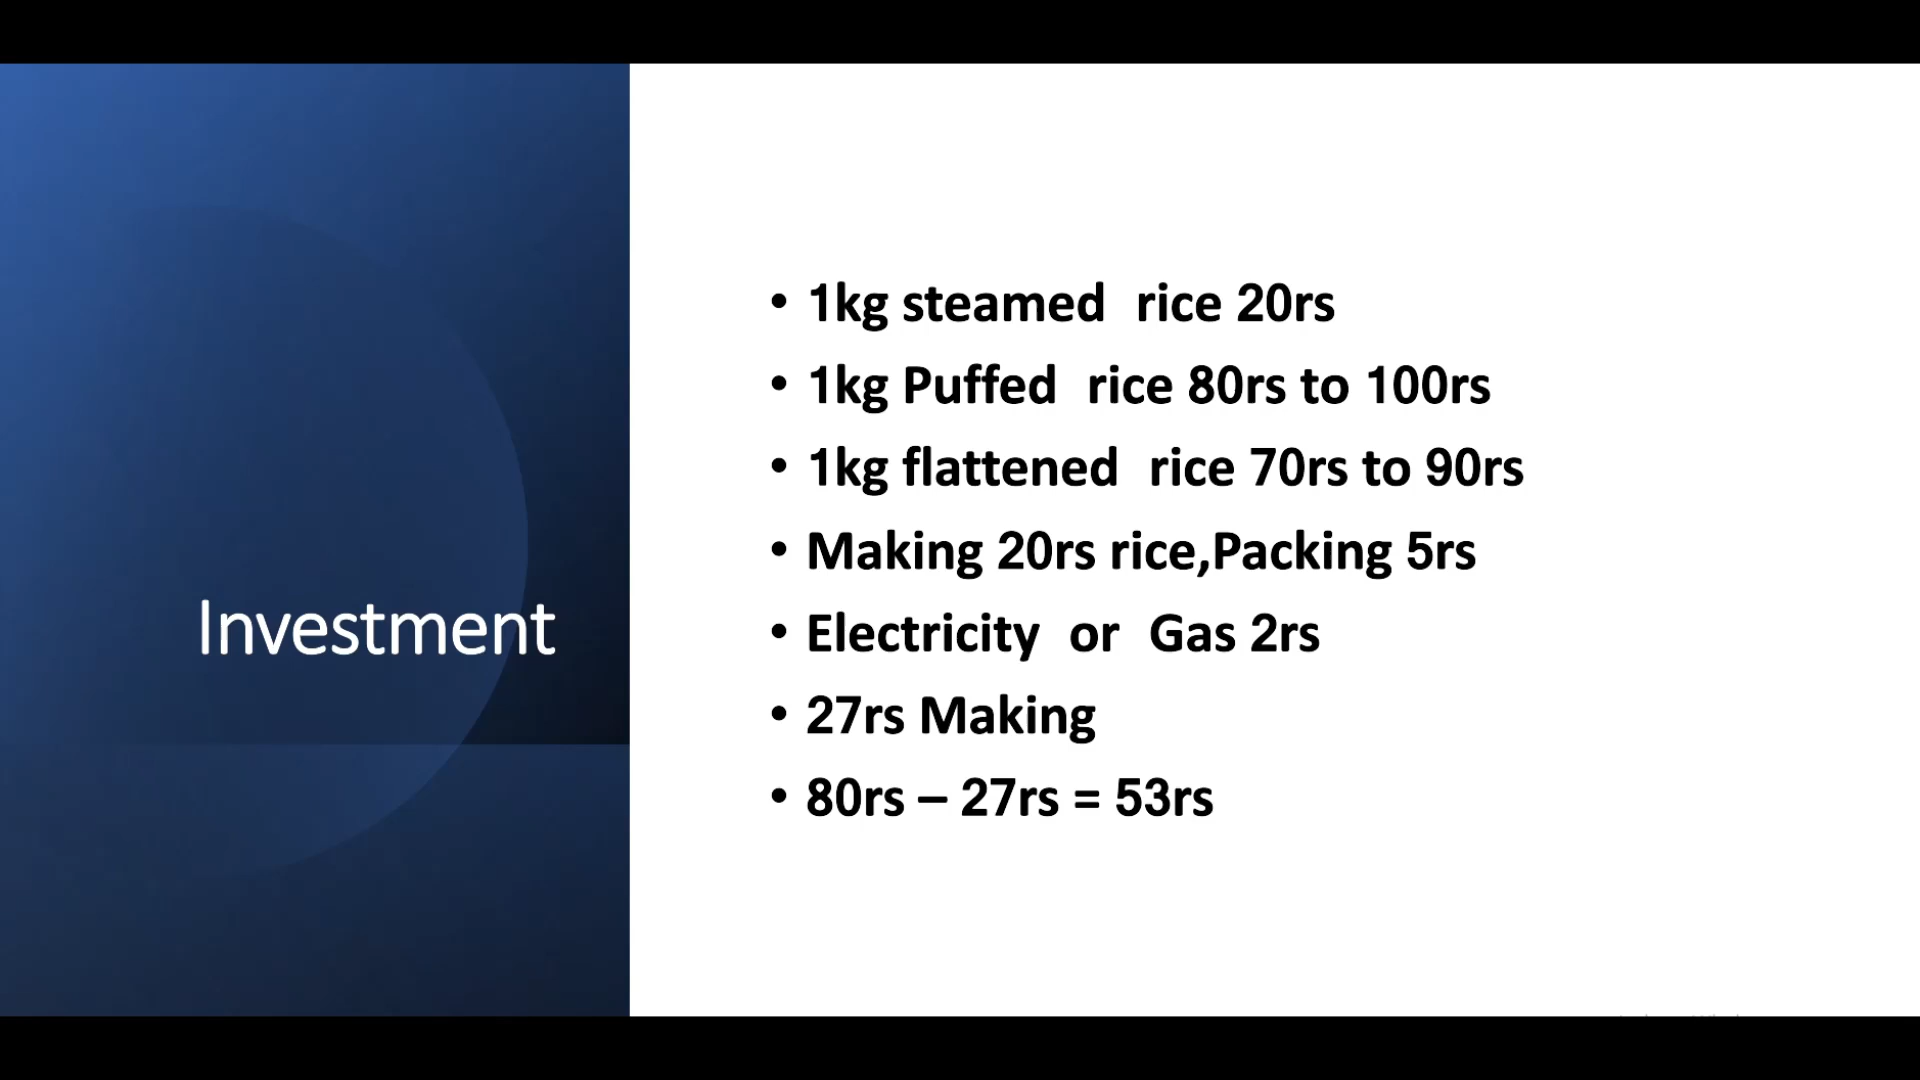 Investment
• 1kg steamed rice 20rs
• 1kg Puffed rice 80rs to 100rs
• 1kg flattened rice 70rs to 90rs
• Making 20rs rice,Packing 5rs
• Electricity or Gas 2rs
• 27rs Making
• 80rs – 27rs = 53rs